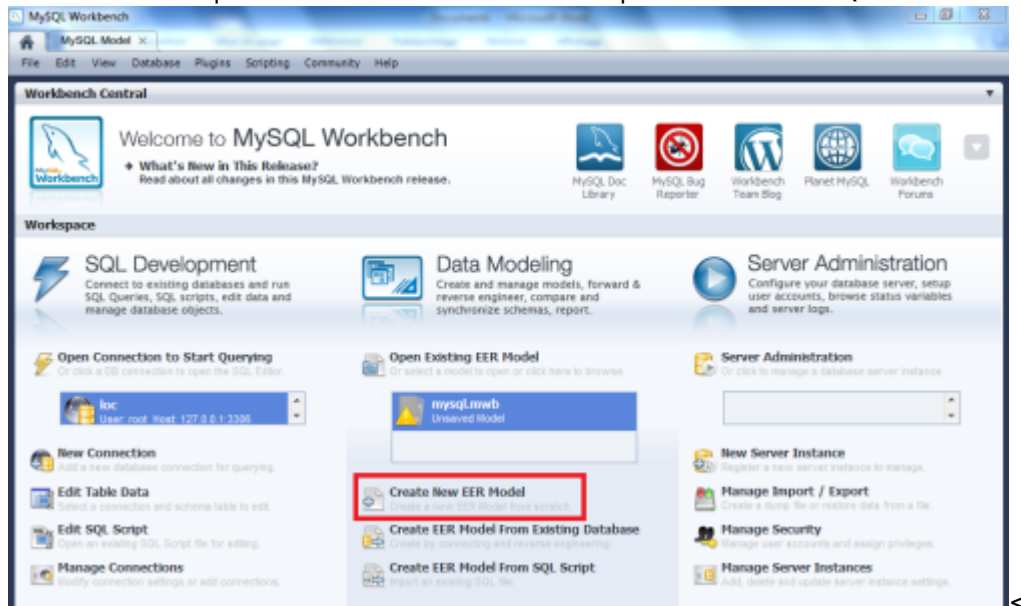 MySQL Workbench
MySQL Model ×
File Edit View Database Plugins Scripting Community Help
Workbench Central
Welcome to MySQL Workbench
What's New in This Release?
Read about all changes in this MySQL Workbench release.
Workbench
MySQL Doc Library
MySQL Bug Reporter
Workbench Team Blog
Planet MySQL
Workbench Forums
Workspace
SQL Development
Connect to existing databases and run
SQL Queries, SQL scripts, edit data and
manage database objects.
Data Modeling
Create and manage models, forward &
reverse engineer, compare and
synchronize schemas, report.
Server Administration
Configure your database server, setup
user accounts, browse status variables
and server logs.
Open Connection to Start Querying
Or click a DB connection to open the SQL Editor.
loc
User: root Host: 127.0.0.1:3306
New Connection
Add a new database connection for querying.
Edit Table Data
Select a connection and schema table to edit.
Edit SQL Script
Open an existing SQL Script file for editing.
Manage Connections
Modify connection settings or add connections.
Open Existing EER Model
Or select a model to open or click here to browse.
mysql.mwb
Unsaved Model
Create New EER Model
Create a new EER Model from scratch.
Create EER Model From Existing Database
Create by connecting and reverse engineering.
Create EER Model From SQL Script
Import an existing SQL file.
Server Administration
Or click to manage a database server instance.
New Server Instance
Register a new server instance to manage.
Manage Import / Export
Create a dump file or restore data from a file.
Manage Security
Manage user accounts and assign privileges.
Manage Server Instances
Add, delete and update server instance settings.